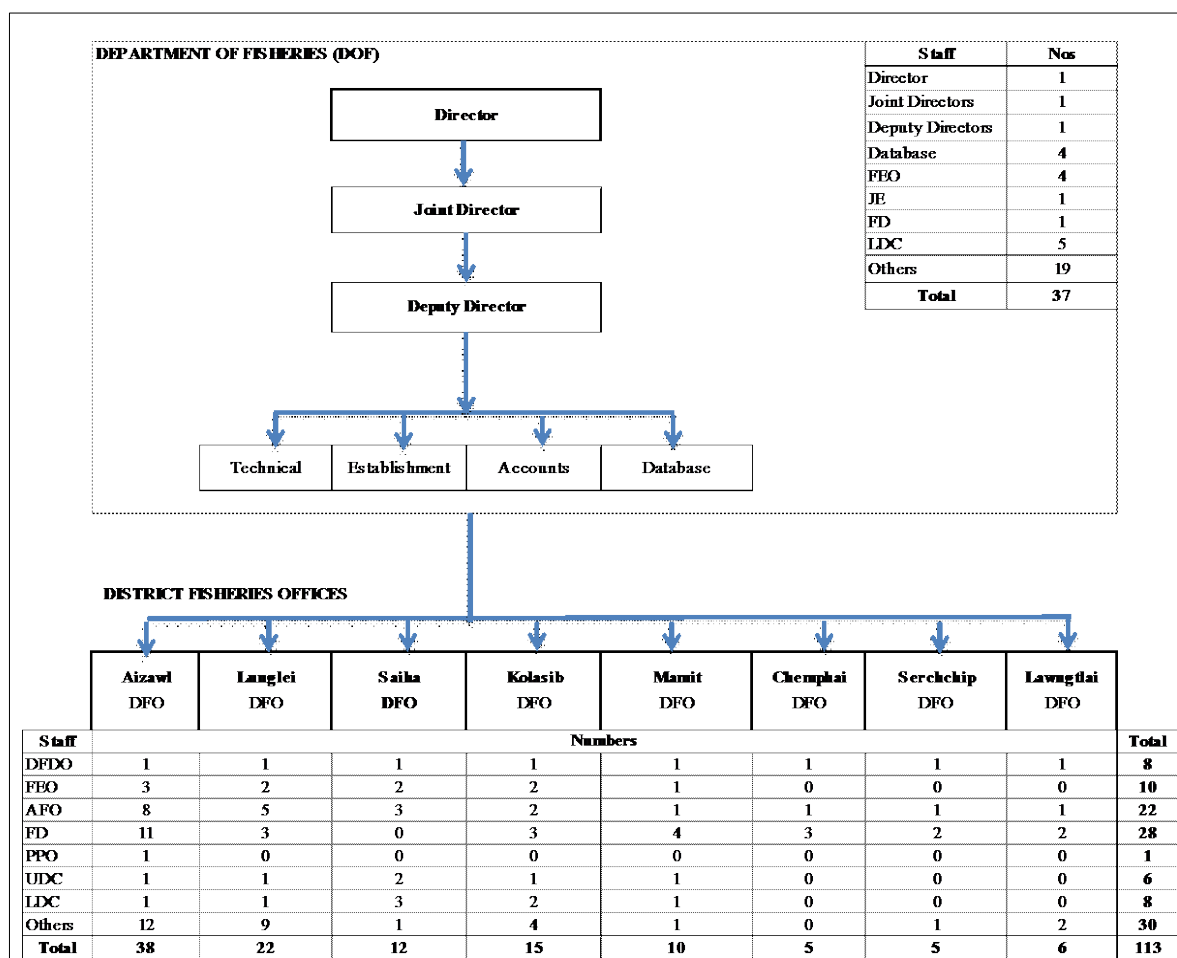 DEPARTMENT OF FISHERIES (DOF)
Staff Nos
Director 1
Joint Directors 1
Deputy Directors 1
Database 4
FEO 4
JE 1
FD 1
LDC 5
Others 19
Total 37
Director
Joint Director
Deputy Director
Technical Establishment Accounts Database
DISTRICT FISHERIES OFFICES
Aizawl Lunglei Saiha Kolasib Mamit Chemphai Serchchip Lawngtlai
DFO DFO DFO DFO DFO DFO DFO DFO
Staff Numbers Total
DFDO 1 1 1 1 1 1 1 1 8
FEO 3 2 2 2 1 0 0 0 10
AFO 8 5 3 2 1 1 1 1 22
FD 11 3 0 3 4 3 2 2 28
PPO 1 0 0 0 0 0 0 0 1
UDC 1 1 2 1 1 0 0 0 6
LDC 1 1 3 2 1 0 0 0 8
Others 12 9 1 4 1 0 1 2 30
Total 38 22 12 15 10 5 5 6 113